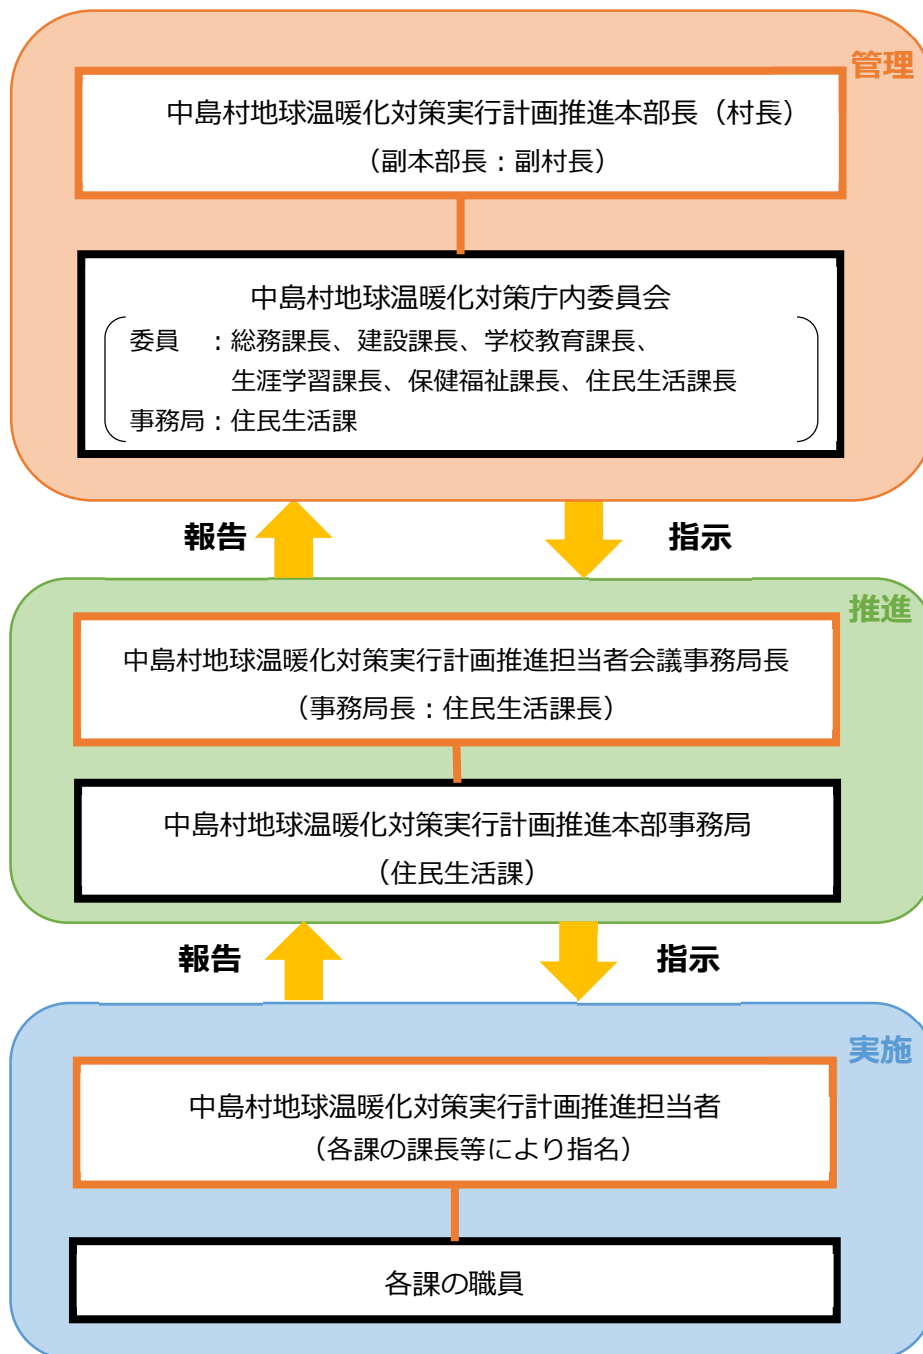 管理
中島村地球温暖化対策実行計画推進本部長（村長）
（副本部長：副村長）
中島村地球温暖化対策庁内委員会
委員　：総務課長、建設課長、学校教育課長、
生涯学習課長、保健福祉課長、住民生活課長
事務局：住民生活課
報告
指示
推進
中島村地球温暖化対策実行計画推進担当者会議事務局長
（事務局長：住民生活課長）
中島村地球温暖化対策実行計画推進本部事務局
（住民生活課）
報告
指示
実施
中島村地球温暖化対策実行計画推進担当者
（各課の課長等により指名）
各課の職員